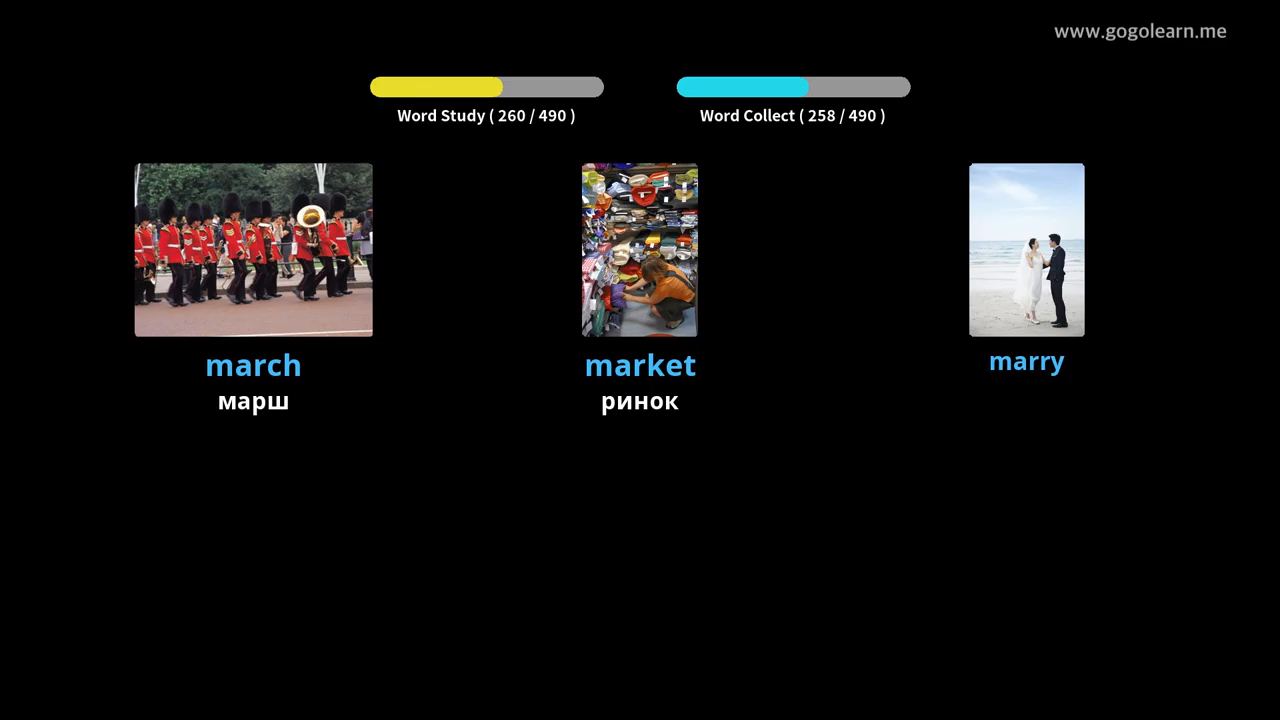 www.gogolearn.me
Word Study ( 260 / 490 )
Word Collect ( 258 / 490 )
march
market
marry
марш
ринок